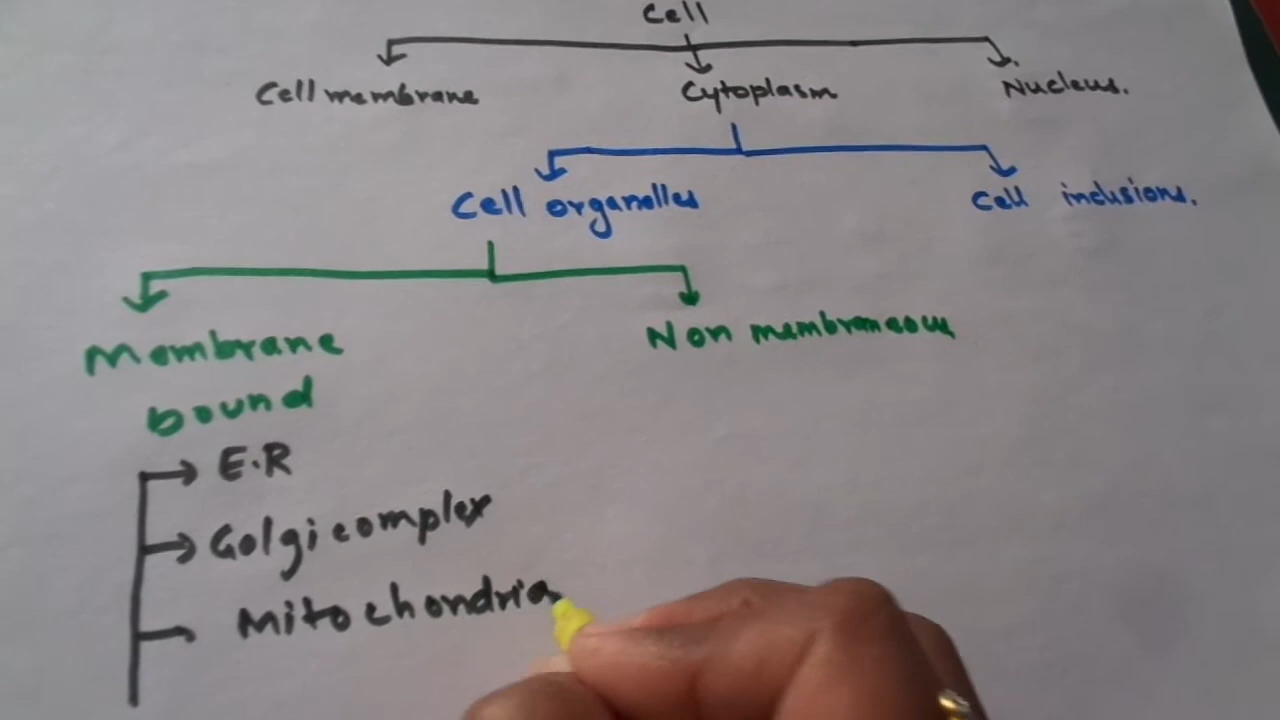 Cell
Cell membrane Cytoplasm Nucleus.
Cell organelles Cell inclusions.
Membrane bound Non membraneous
E.R
Golgi complex
Mitochondria